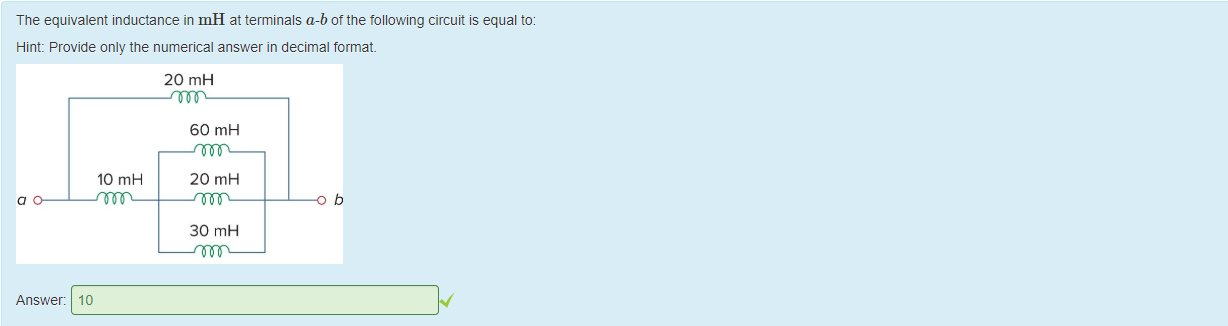 The equivalent inductance in mH at terminals a-b of the following circuit is equal to:
Hint: Provide only the numerical answer in decimal format.
20 mH
60 mH
10 mH
20 mH
a
b
30 mH
Answer: 10